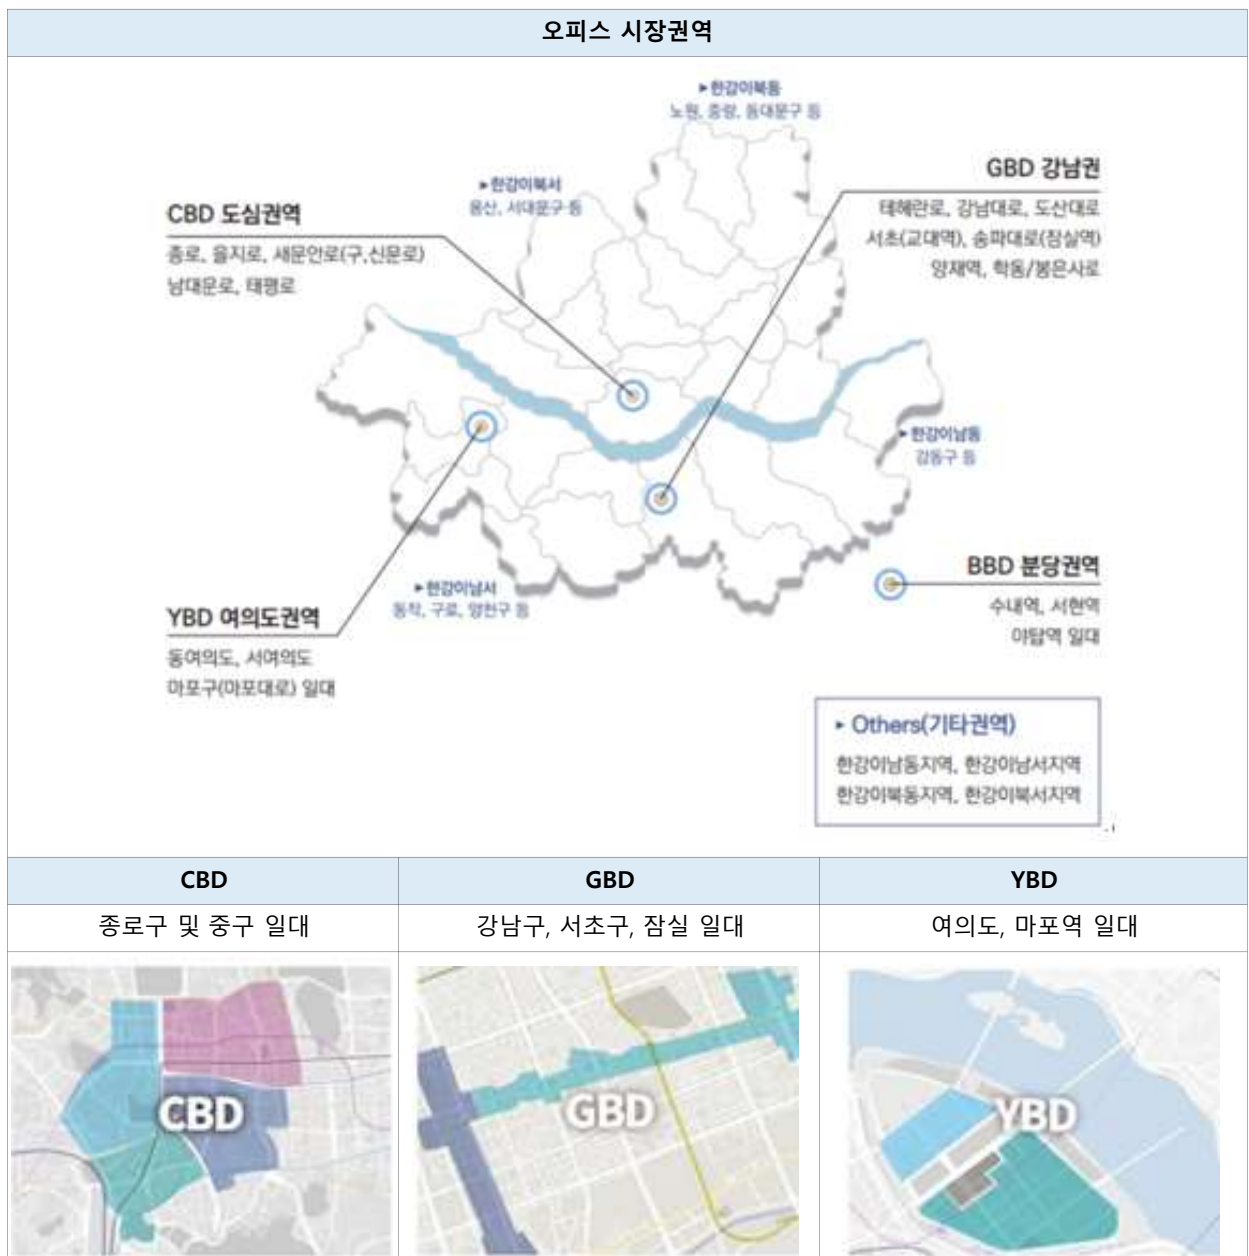 오피스 시장권역
▸한강이북동
노원, 중랑, 동대문구 등
▸한강이북서
용산, 서대문구 등
CBD 도심권역
종로, 을지로, 새문안로(구,신문로)
남대문로, 태평로
GBD 강남권
테헤란로, 강남대로, 도산대로
서초(교대역), 송파대로(잠실역)
양재역, 학동/봉은사로
▸한강이남동
강동구 등
▸한강이남서
동작, 구로, 양천구 등
YBD 여의도권역
동여의도, 서여의도
마포구(마포대로) 일대
BBD 분당권역
수내역, 서현역
야탑역 일대
▸ Others(기타권역)
한강이남동지역, 한강이남서지역
한강이북동지역, 한강이북서지역
CBD
GBD
YBD
종로구 및 중구 일대
강남구, 서초구, 잠실 일대
여의도, 마포역 일대
CBD
GBD
YBD